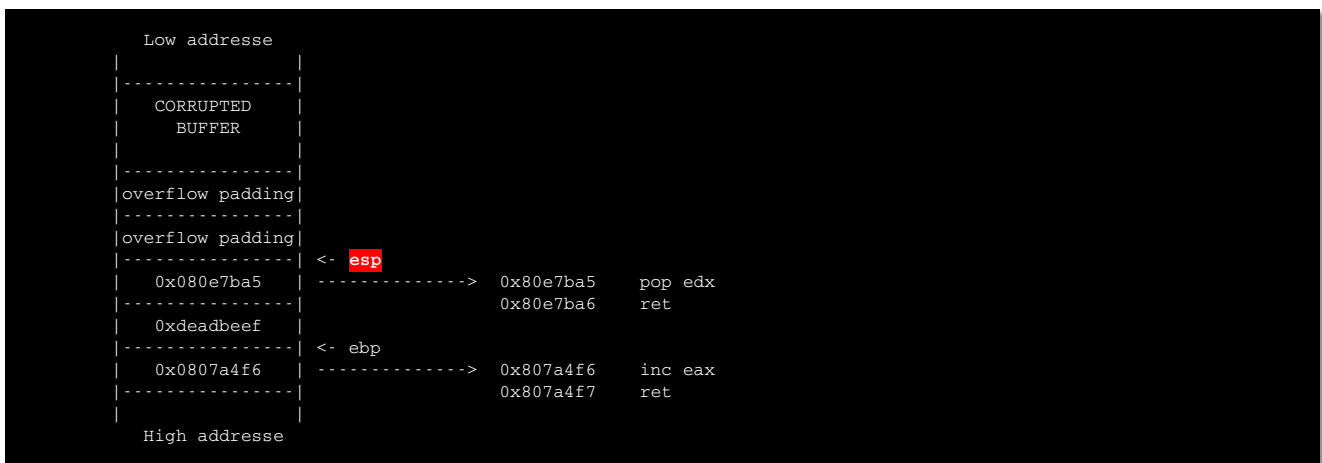 Low addresse
|                |
|----------------|
|   CORRUPTED    |
|     BUFFER     |
|                |
|----------------|
|overflow padding|
|----------------|
|overflow padding|
|----------------| <- esp
|   0x080e7ba5   | --------------> 0x80e7ba5 pop edx
|----------------| 0x80e7ba6 ret
|   0xdeadbeef   |
|----------------| <- ebp
|   0x0807a4f6   | --------------> 0x807a4f6 inc eax
|----------------| 0x807a4f7 ret
|                |
High addresse